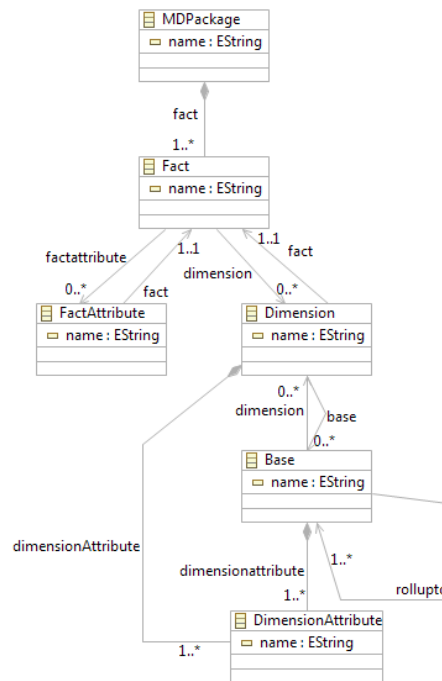 MDPackage
name : EString
fact
1..*
Fact
name : EString
factattribute
1..1
1..1
fact
dimension
0..*
fact
0..*
FactAttribute
name : EString
Dimension
name : EString
0..*
dimension
base
0..*
Base
name : EString
dimensionAttribute
1..*
dimensionattribute
rollupto
1..*
DimensionAttribute
1..*
name : EString